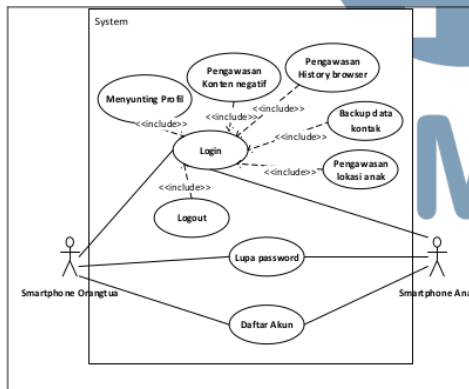 System
Pengawasan
History browser
Pengawasan
Konten negatif
Menyunting Profil
<<include>>
<<include>>
<<include>>
Backup data
kontak
<<include>>
Login
Pengawasan
lokasi anak
<<include>>
<<include>>
Logout
Lupa password
Smartphone Orangtua
Smartphone Ana
Daftar Akun